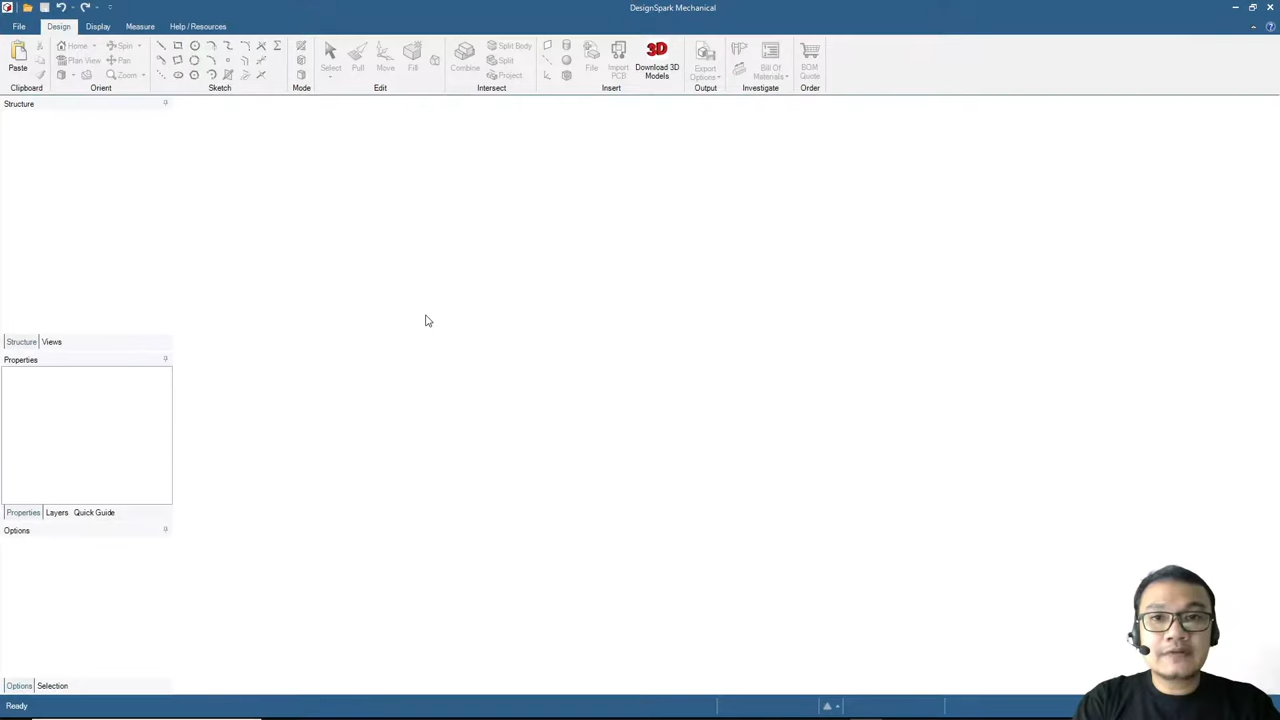 DesignSpark Mechanical
File Design Display Measure Help / Resources
Paste
Home Spin
Plan View Pan
Zoom
Select Pull Move Fill
Combine Split Body
Split
Project
File Import PCB
3D
Download 3D Models
Export Options
Bill Of Materials
BOM Quote
Clipboard Orient Sketch Mode Edit Intersect Insert Output Investigate Order
Structure
Structure Views
Properties
Properties Layers Quick Guide
Options
Options Selection
Ready